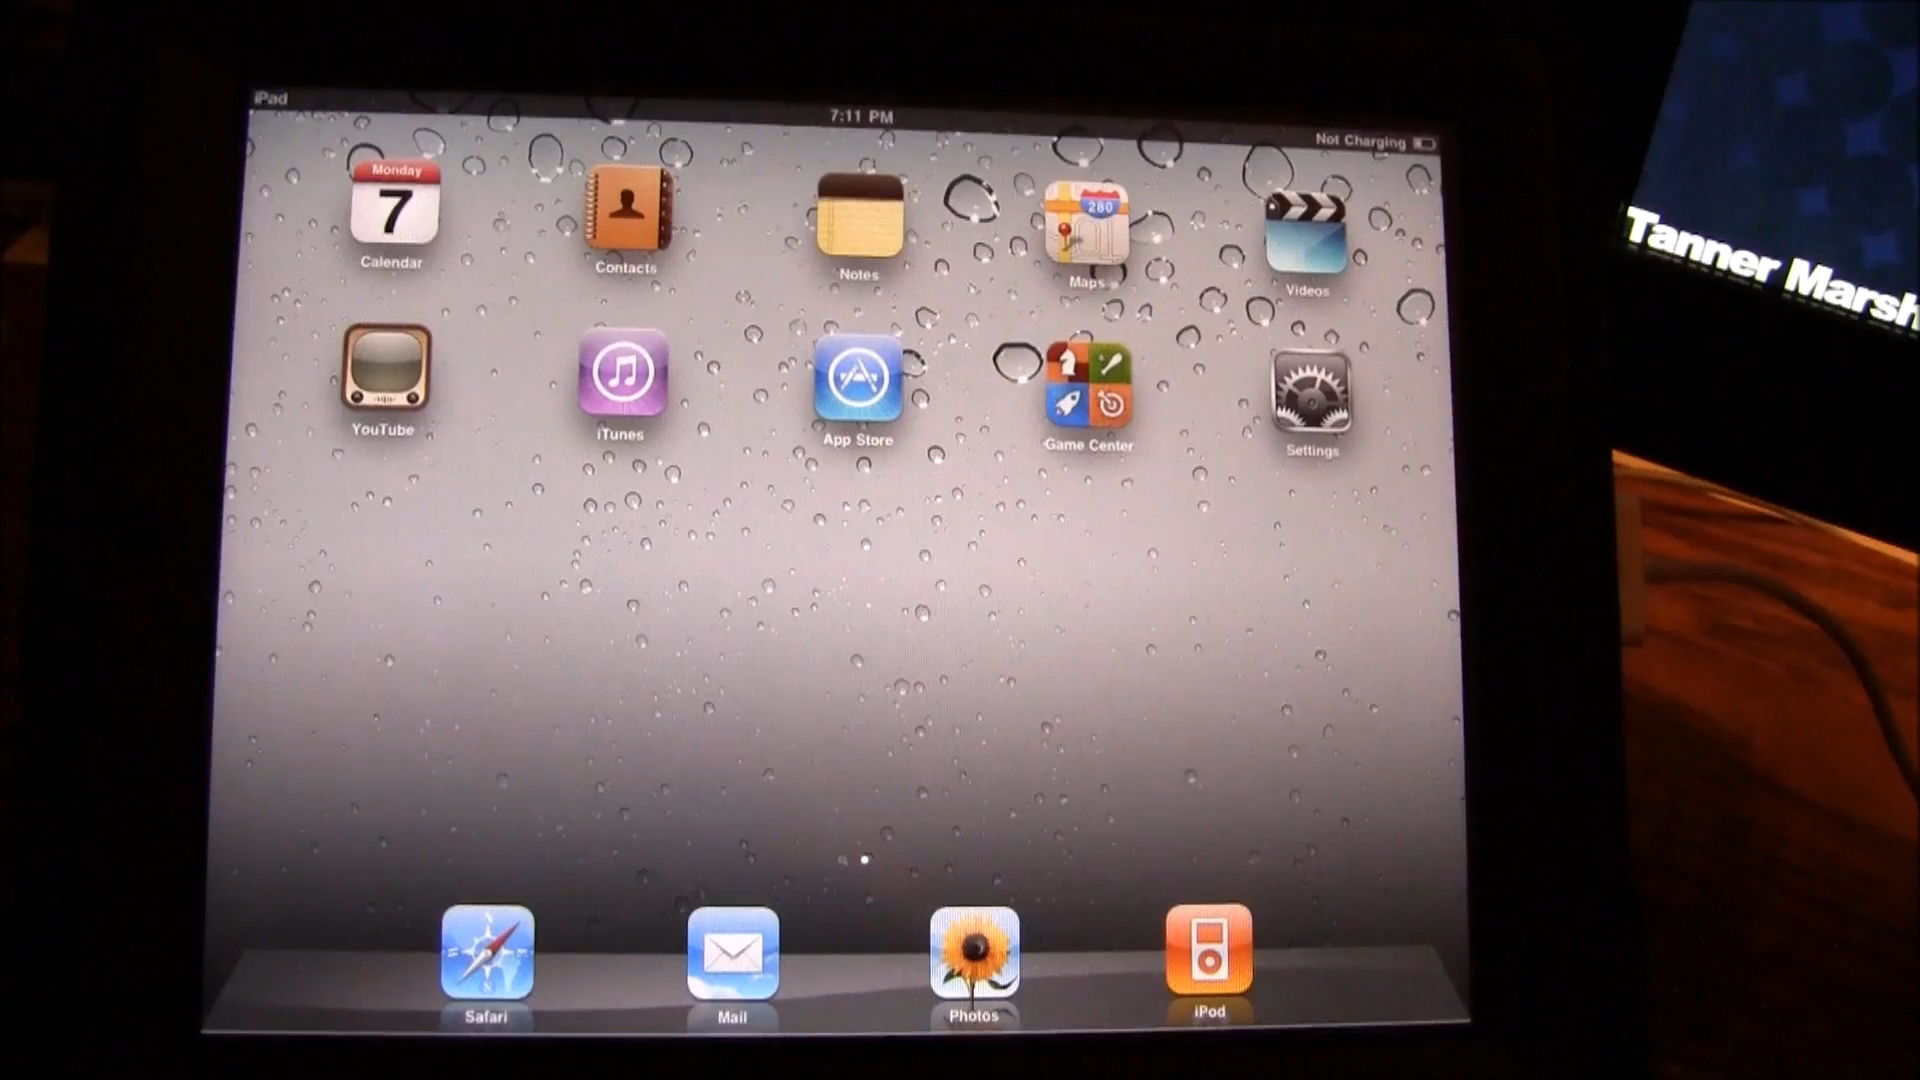 iPad
7:11 PM
Not Charging
Monday
7
280
Calendar
Contacts
Notes
Maps
Videos
YouTube
iTunes
App Store
Game Center
Settings
Safari
Mail
Photos
iPod
Tanner Marsh